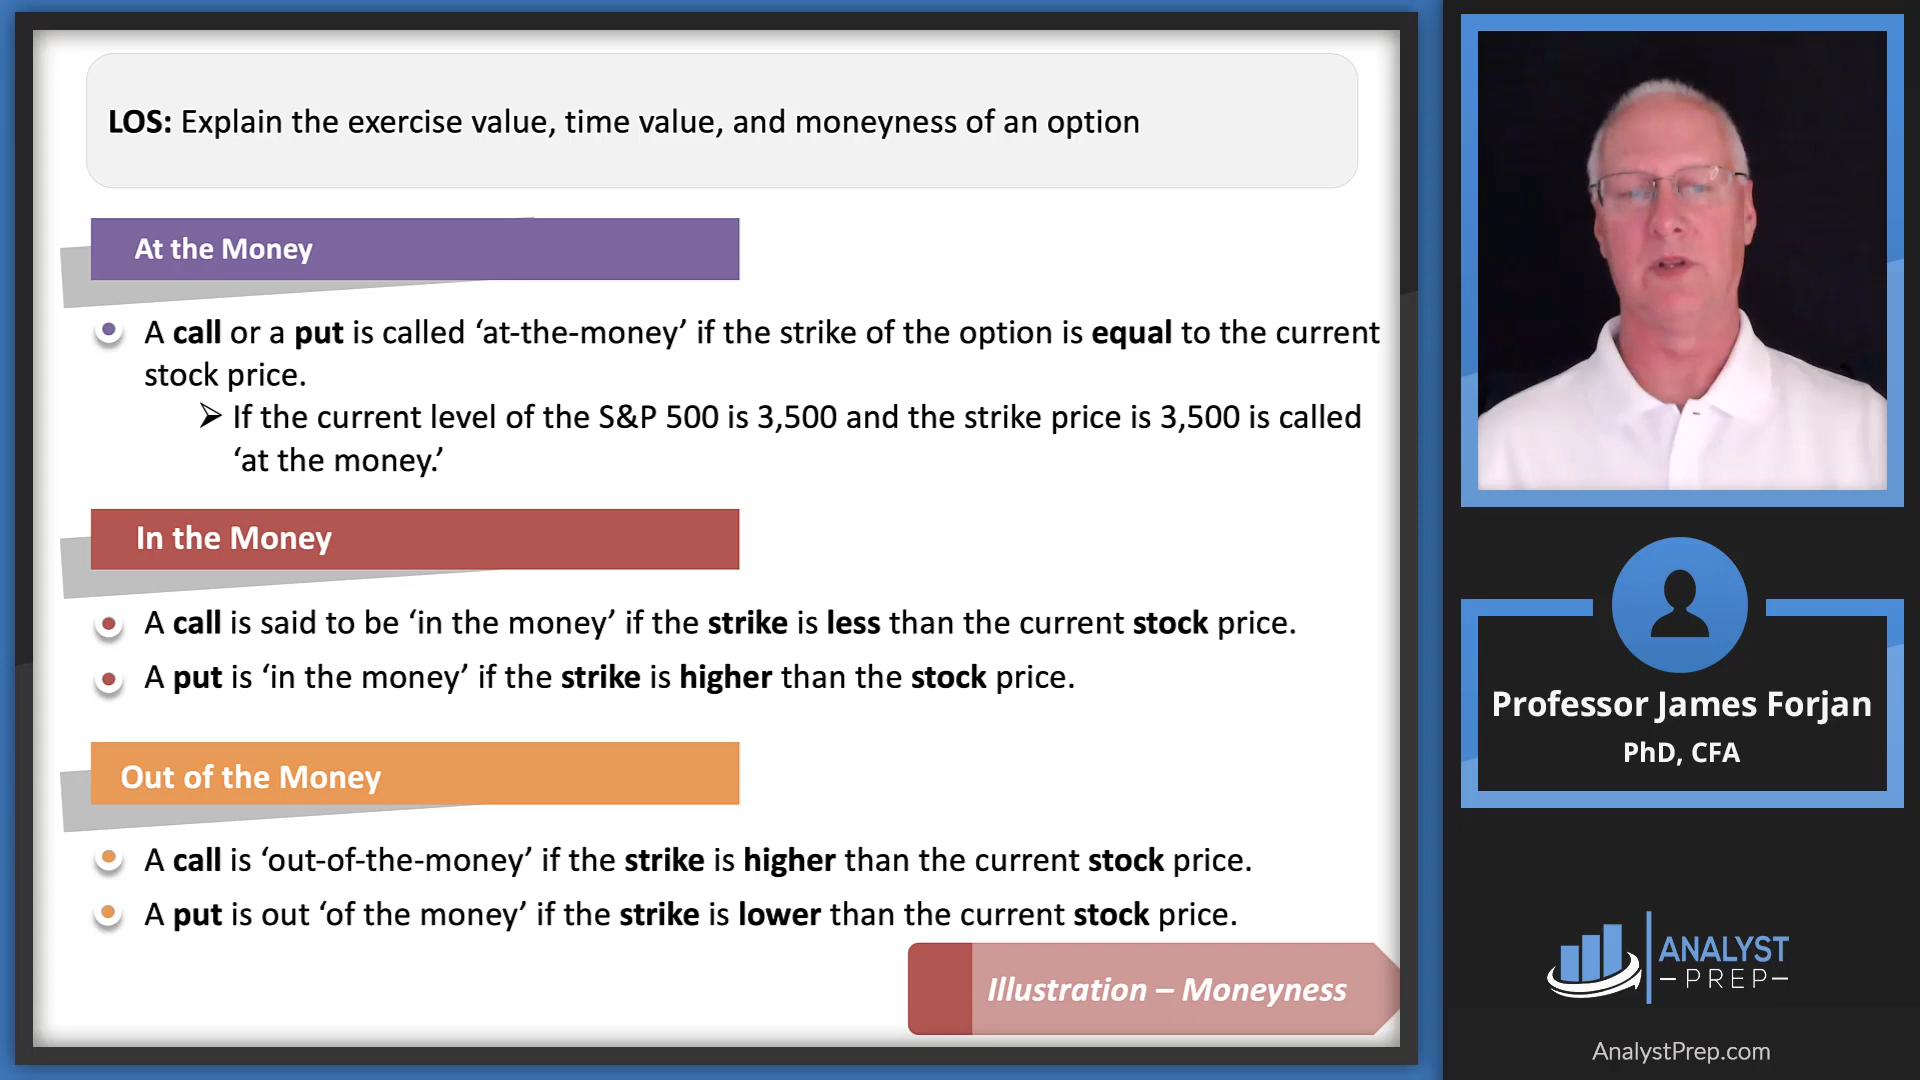 LOS: Explain the exercise value, time value, and moneyness of an option
At the Money
A call or a put is called ‘at-the-money’ if the strike of the option is equal to the current
stock price.
If the current level of the S&P 500 is 3,500 and the strike price is 3,500 is called
‘at the money.’
In the Money
A call is said to be ‘in the money’ if the strike is less than the current stock price.
A put is ‘in the money’ if the strike is higher than the stock price.
Out of the Money
A call is ‘out-of-the-money’ if the strike is higher than the current stock price.
A put is out ‘of the money’ if the strike is lower than the current stock price.
Illustration – Moneyness
Professor James Forjan
PhD, CFA
ANALYST
PREP
AnalystPrep.com